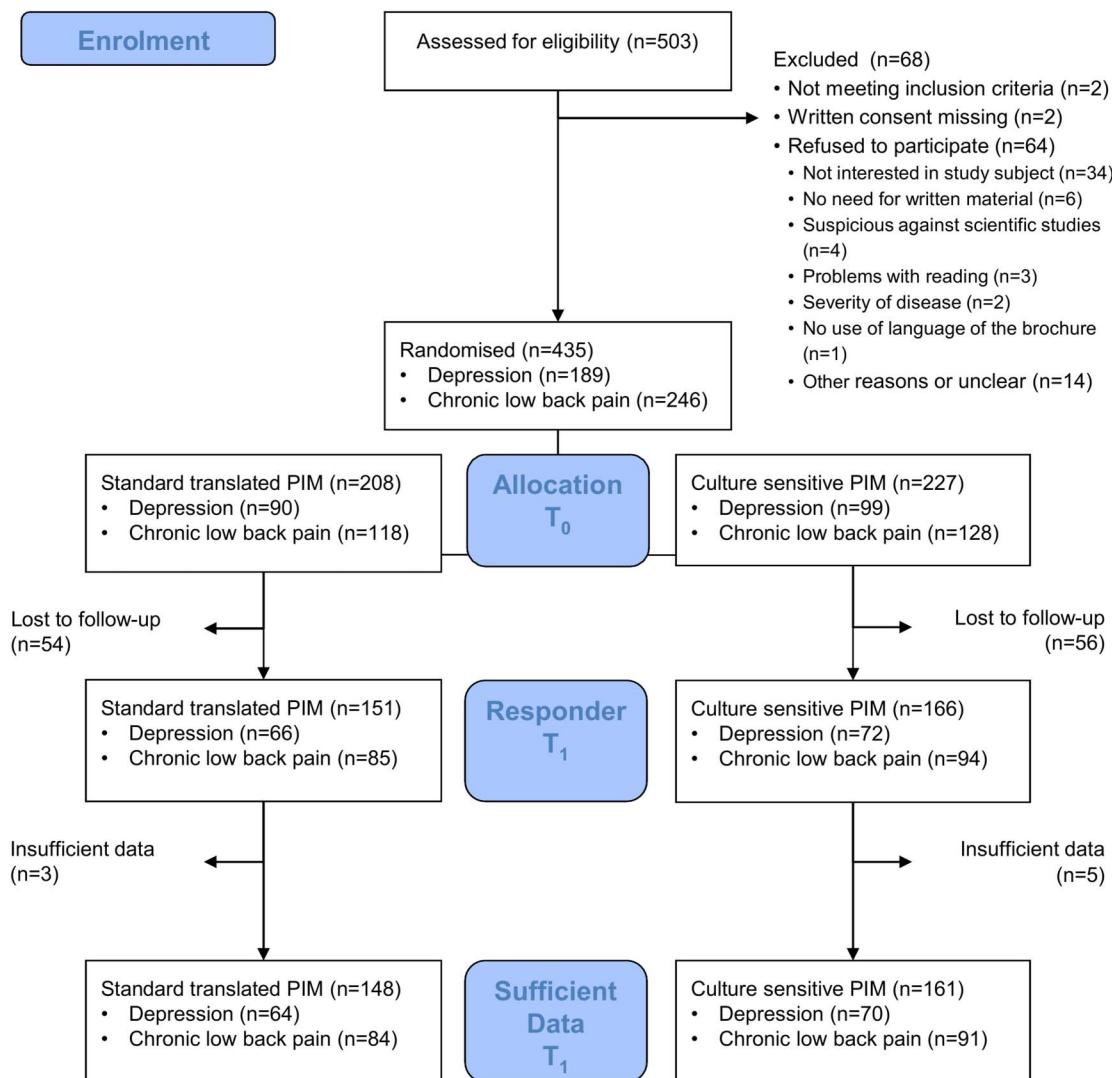 Enrolment
Assessed for eligibility (n=503)
Excluded (n=68)
• Not meeting inclusion criteria (n=2)
• Written consent missing (n=2)
• Refused to participate (n=64)
• Not interested in study subject (n=34)
• No need for written material (n=6)
• Suspicious against scientific studies
(n=4)
• Problems with reading (n=3)
• Severity of disease (n=2)
• No use of language of the brochure
(n=1)
• Other reasons or unclear (n=14)
Randomised (n=435)
• Depression (n=189)
• Chronic low back pain (n=246)
Standard translated PIM (n=208)
• Depression (n=90)
• Chronic low back pain (n=118)
Allocation
T0
Culture sensitive PIM (n=227)
• Depression (n=99)
• Chronic low back pain (n=128)
Lost to follow-up
(n=54)
Lost to follow-up
(n=56)
Standard translated PIM (n=151)
• Depression (n=66)
• Chronic low back pain (n=85)
Responder
T1
Culture sensitive PIM (n=166)
• Depression (n=72)
• Chronic low back pain (n=94)
Insufficient data
(n=3)
Insufficient data
(n=5)
Standard translated PIM (n=148)
• Depression (n=64)
• Chronic low back pain (n=84)
Sufficient
Data
T1
Culture sensitive PIM (n=161)
• Depression (n=70)
• Chronic low back pain (n=91)